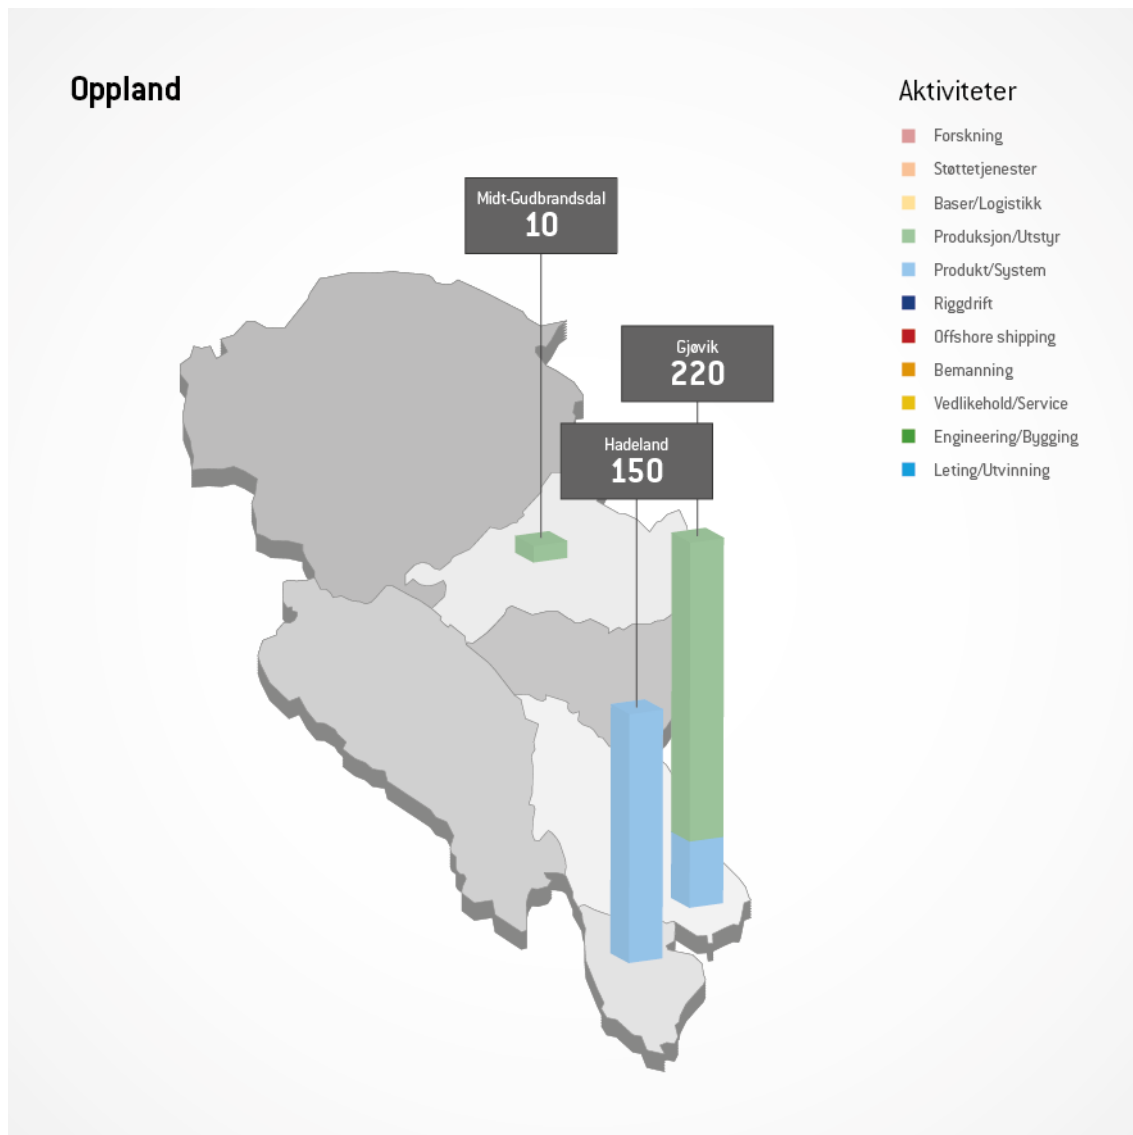 Oppland
Aktiviteter
Forskning
Støttetjenester
Baser/Logistikk
Produksjon/Utstyr
Produkt/System
Riggdrift
Offshore shipping
Bemanning
Vedlikehold/Service
Engineering/Bygging
Leting/Utvinning
Midt-Gudbrandsdal
10
Gjøvik
220
Hadeland
150